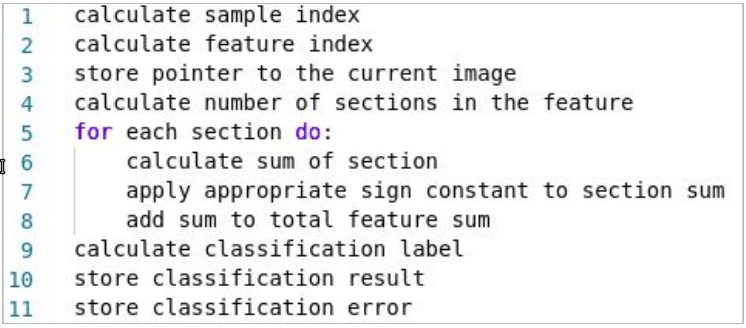 1 calculate sample index
2 calculate feature index
3 store pointer to the current image
4 calculate number of sections in the feature
5 for each section do:
6 calculate sum of section
7 apply appropriate sign constant to section sum
8 add sum to total feature sum
9 calculate classification label
10 store classification result
11 store classification error